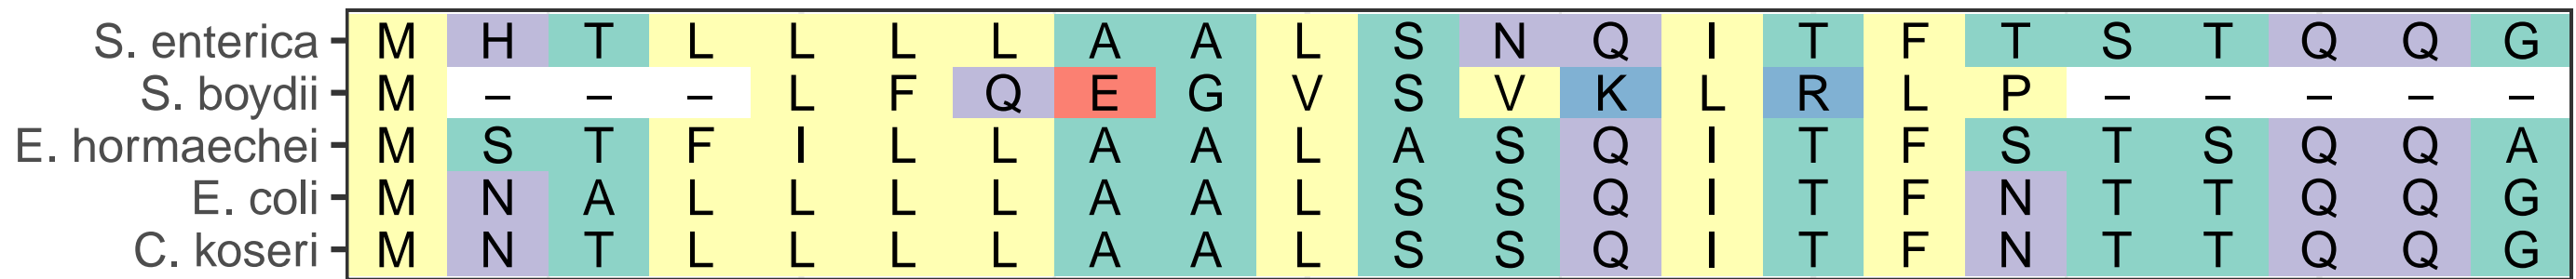 S. enterica M H T L L L L A A L S N Q I T F T S T Q Q G
S. boydii M – – – L F Q E G V S V K L R L P – – – – –
E. hormaechei M S T F I L L A A L A S Q I T F S T S Q Q A
E. coli M N A L L L L A A L S S Q I T F N T T Q Q G
C. koseri M N T L L L L A A L S S Q I T F N T T Q Q G